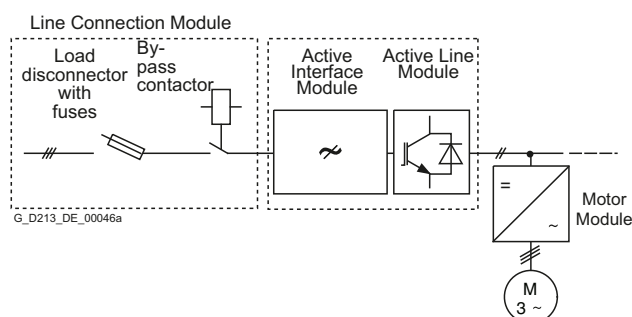 Line Connection Module
Load
disconnector
with
fuses
By-
pass
contactor
Active
Interface
Module
Active Line
Module
G_D213_DE_00046a
=
~
Motor
Module
M
3 ~